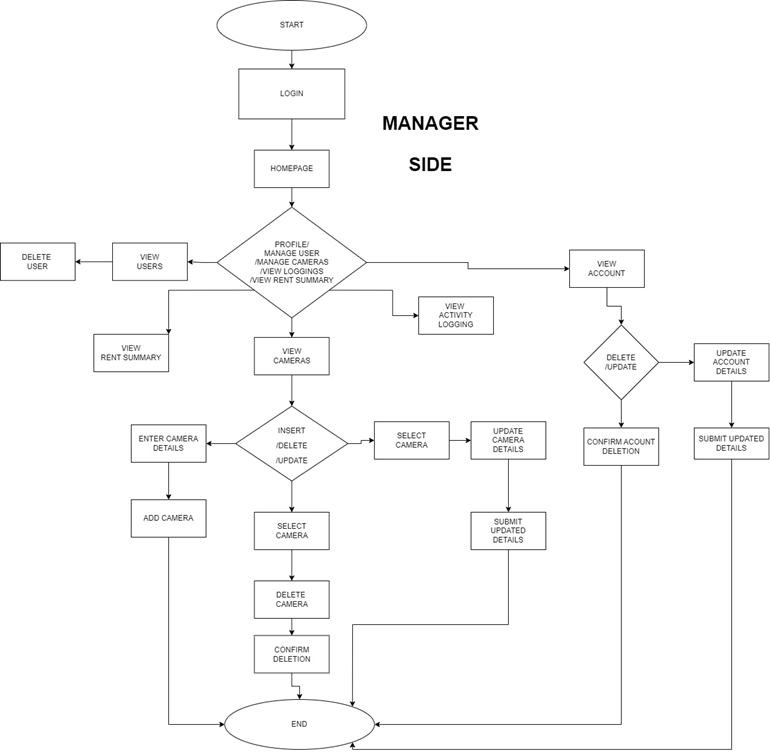 START
LOGIN
MANAGER
SIDE
HOMEPAGE
PROFILE/
MANAGE USER
/MANAGE CAMERAS
/VIEW LOGGINGS
/VIEW RENT SUMMARY
DELETE
USER
VIEW
USERS
VIEW
ACCOUNT
VIEW
ACTIVITY
LOGGING
VIEW
RENT SUMMARY
VIEW
CAMERAS
DELETE
/UPDATE
UPDATE
ACCOUNT
DETAILS
ENTER CAMERA
DETAILS
INSERT
/DELETE
/UPDATE
SELECT
CAMERA
UPDATE
CAMERA
DETAILS
CONFIRM ACOUNT
DELETION
SUBMIT UPDATED
DETAILS
ADD CAMERA
SELECT
CAMERA
SUBMIT
UPDATED
DETAILS
DELETE
CAMERA
CONFIRM
DELETION
END